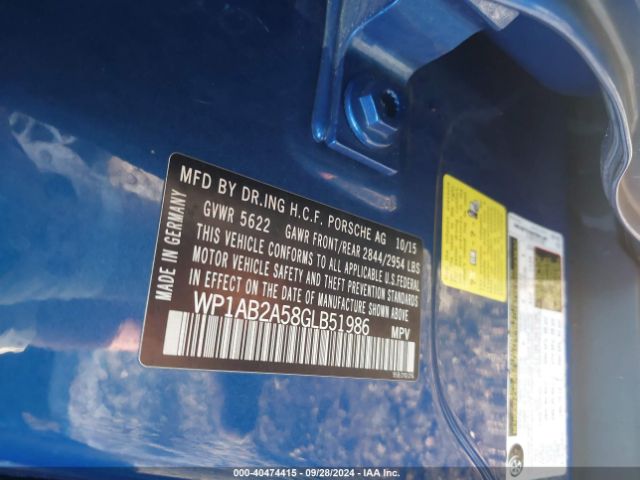 MFD BY DR.ING H.C.F. PORSCHE AG 10/15
GVWR 5622 GAWR FRONT/REAR 2844/2954 LBS
THIS VEHICLE CONFORMS TO ALL APPLICABLE FEDERAL
MOTOR VEHICLE SAFETY AND THEFT PREVENTION STANDARDS
IN EFFECT ON THE DATE OF MANUFACTURE SHOWN ABOVE
WP1AB2A58GLB51986
MPV
MADE IN GERMANY
000-40474415 - 09/28/2024 - IAA Inc.